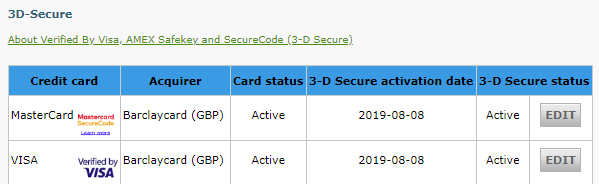 3D-Secure
About Verified By Visa, AMEX Safekey and SecureCode (3-D Secure)
Credit card Acquirer Card status 3-D Secure activation date 3-D Secure status
MasterCard Mastercard SecureCode Learn more Barclaycard (GBP) Active 2019-08-08 Active EDIT
VISA Verified by VISA Barclaycard (GBP) Active 2019-08-08 Active EDIT